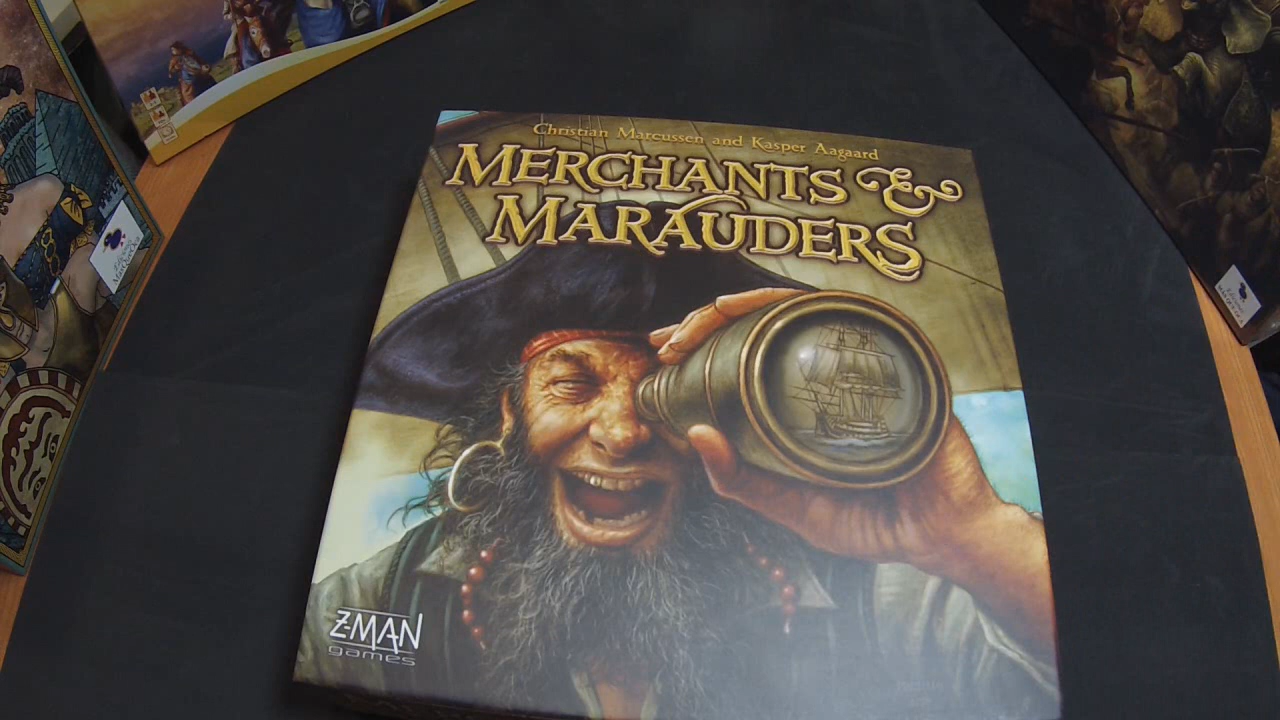 Christian Marcussen and Kasper Aagaard
MERCHANTS &
MARAUDERS
Z-MAN
games